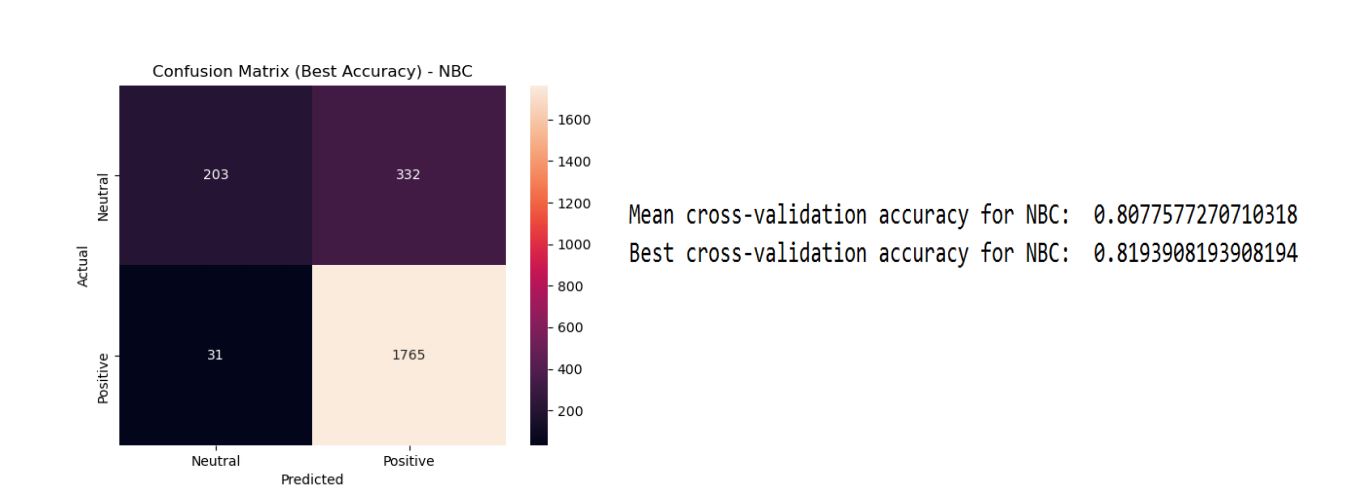 Confusion Matrix (Best Accuracy) - NBC
Actual
Neutral
203
332
Positive
31
1765
Neutral
Positive
Predicted
1600
1400
1200
1000
800
600
400
200
Mean cross-validation accuracy for NBC:  0.8077577270710318
Best cross-validation accuracy for NBC:  0.8193908193908194